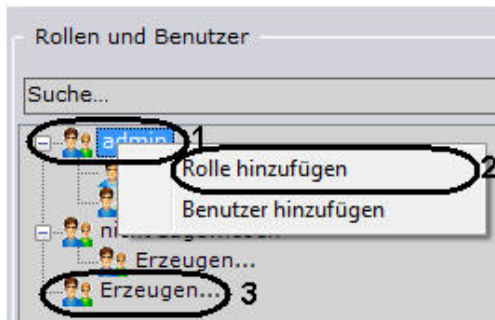 Rollen und Benutzer
Suche...
admin 1
Rolle hinzufügen 2
Benutzer hinzufügen
Erzeugen...
Erzeugen... 3